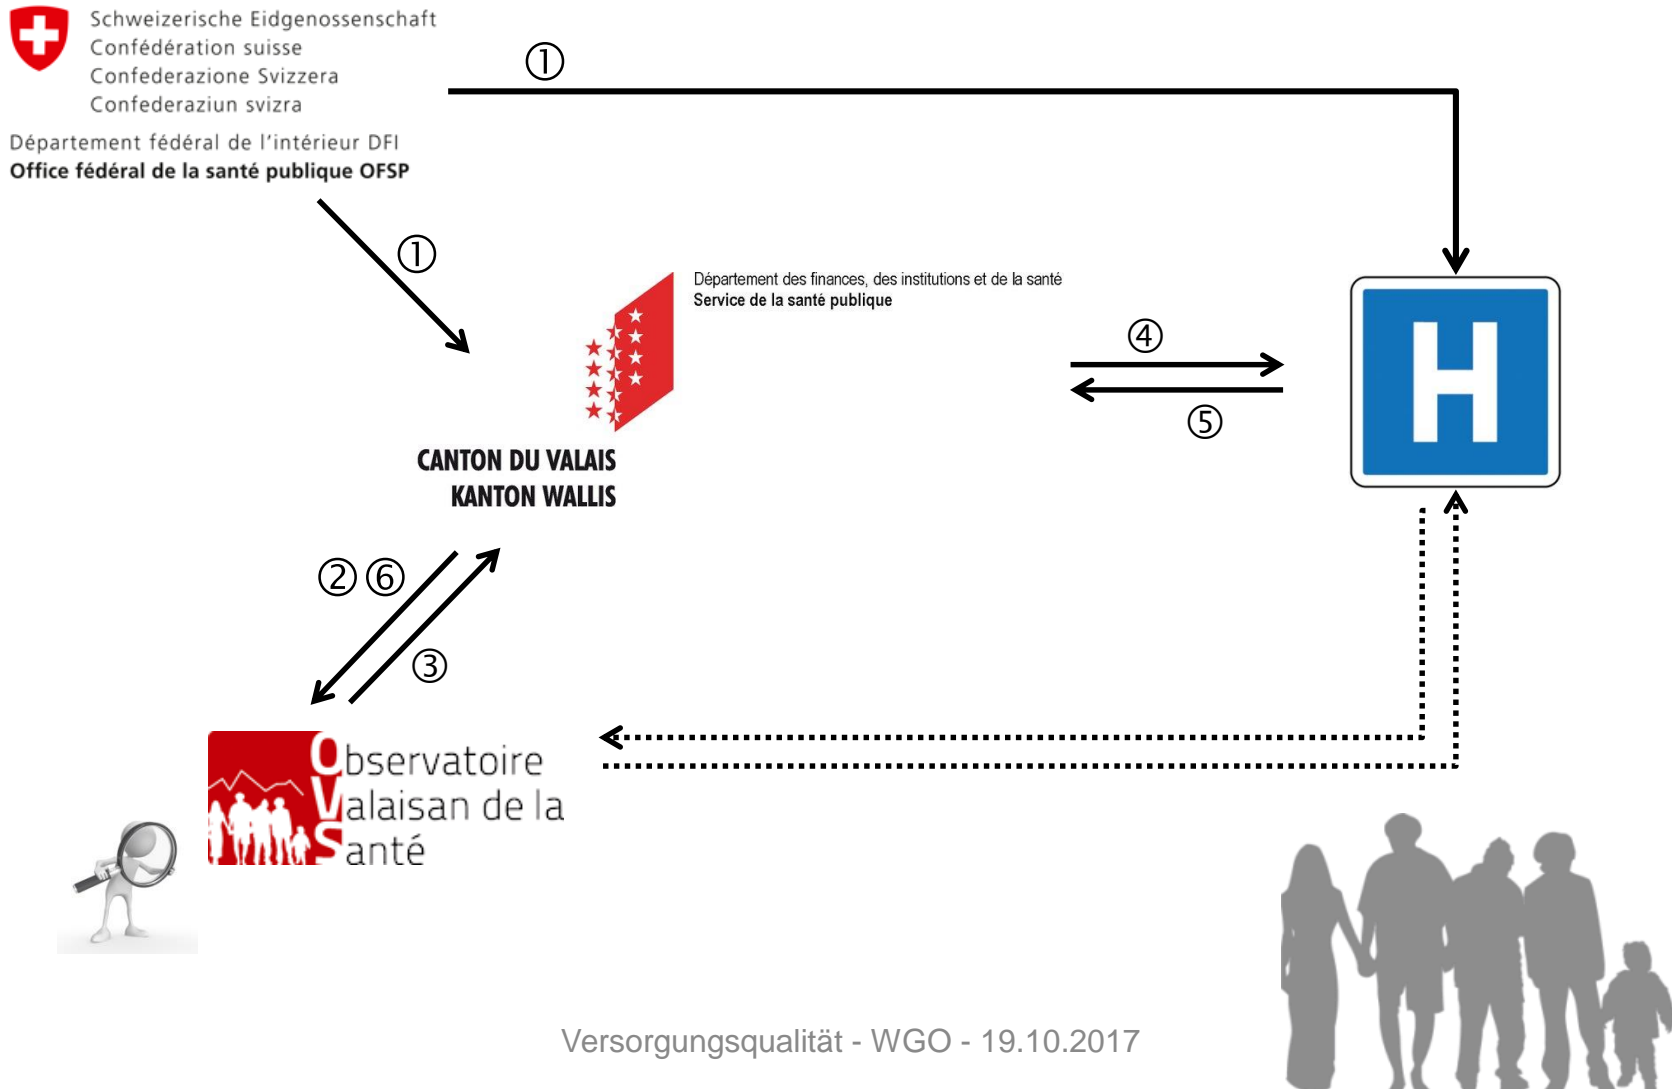 Schweizerische Eidgenossenschaft
Confédération suisse
Confederazione Svizzera
Confederaziun svizra
Département fédéral de l'intérieur DFI
Office fédéral de la santé publique OFSP
①
①
Département des finances, des institutions et de la santé
Service de la santé publique
④
H
⑤
CANTON DU VALAIS
KANTON WALLIS
② ⑥
③
Observatoire
Valaisan de la
Santé
Versorgungsqualität - WGO - 19.10.2017